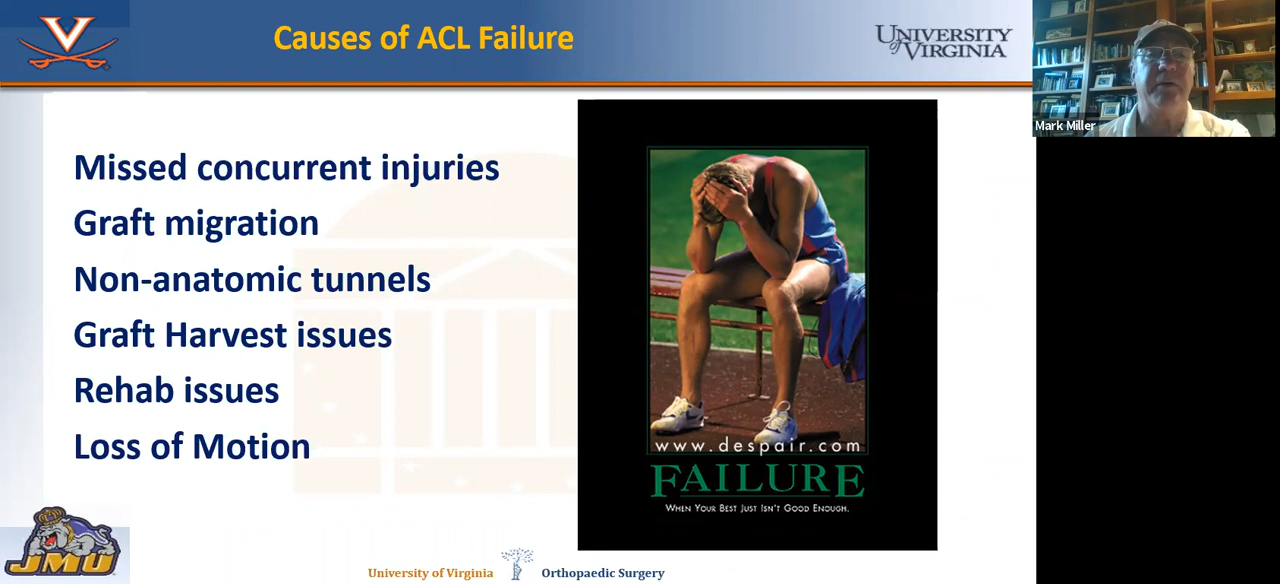 Causes of ACL Failure
UNIVERSITY
of VIRGINIA
Mark Miller
Missed concurrent injuries
Graft migration
Non-anatomic tunnels
Graft Harvest issues
Rehab issues
Loss of Motion
www.despair.com
FAILURE
WHEN YOUR BEST JUST ISN'T GOOD ENOUGH.
JMU
University of Virginia Orthopaedic Surgery